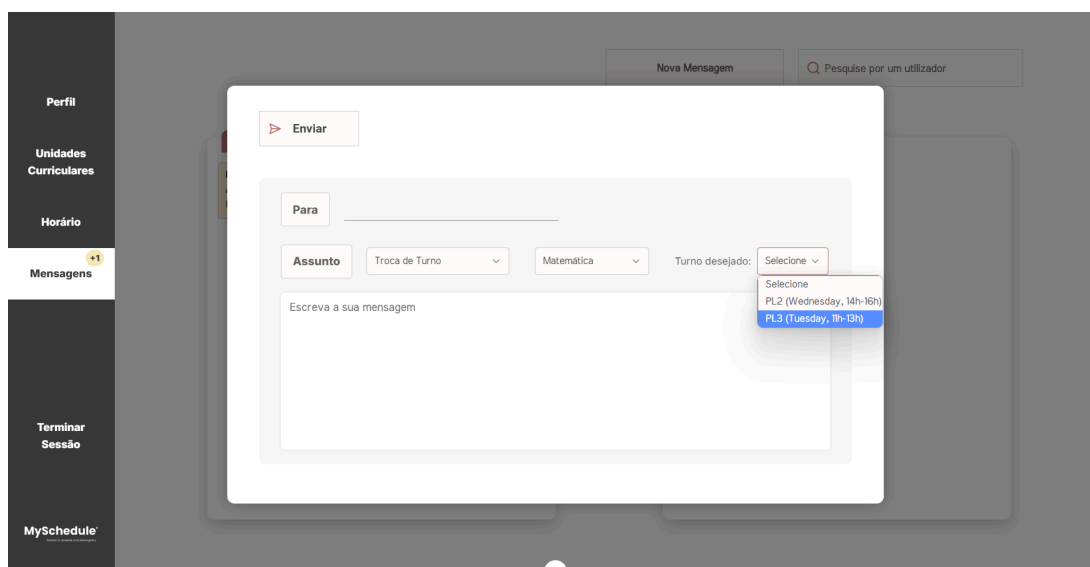 Nova Mensagem
Pesquise por um utilizador
Perfil
Unidades
Curriculares
Horário
+1
Mensagens
Terminar
Sessão
MySchedule
Enviar
Para
Assunto
Troca de Turno
Matemática
Turno desejado:
Selecione
Selecione
PL2 (Wednesday, 14h-16h)
PL3 (Tuesday, 11h-13h)
Escreva a sua mensagem